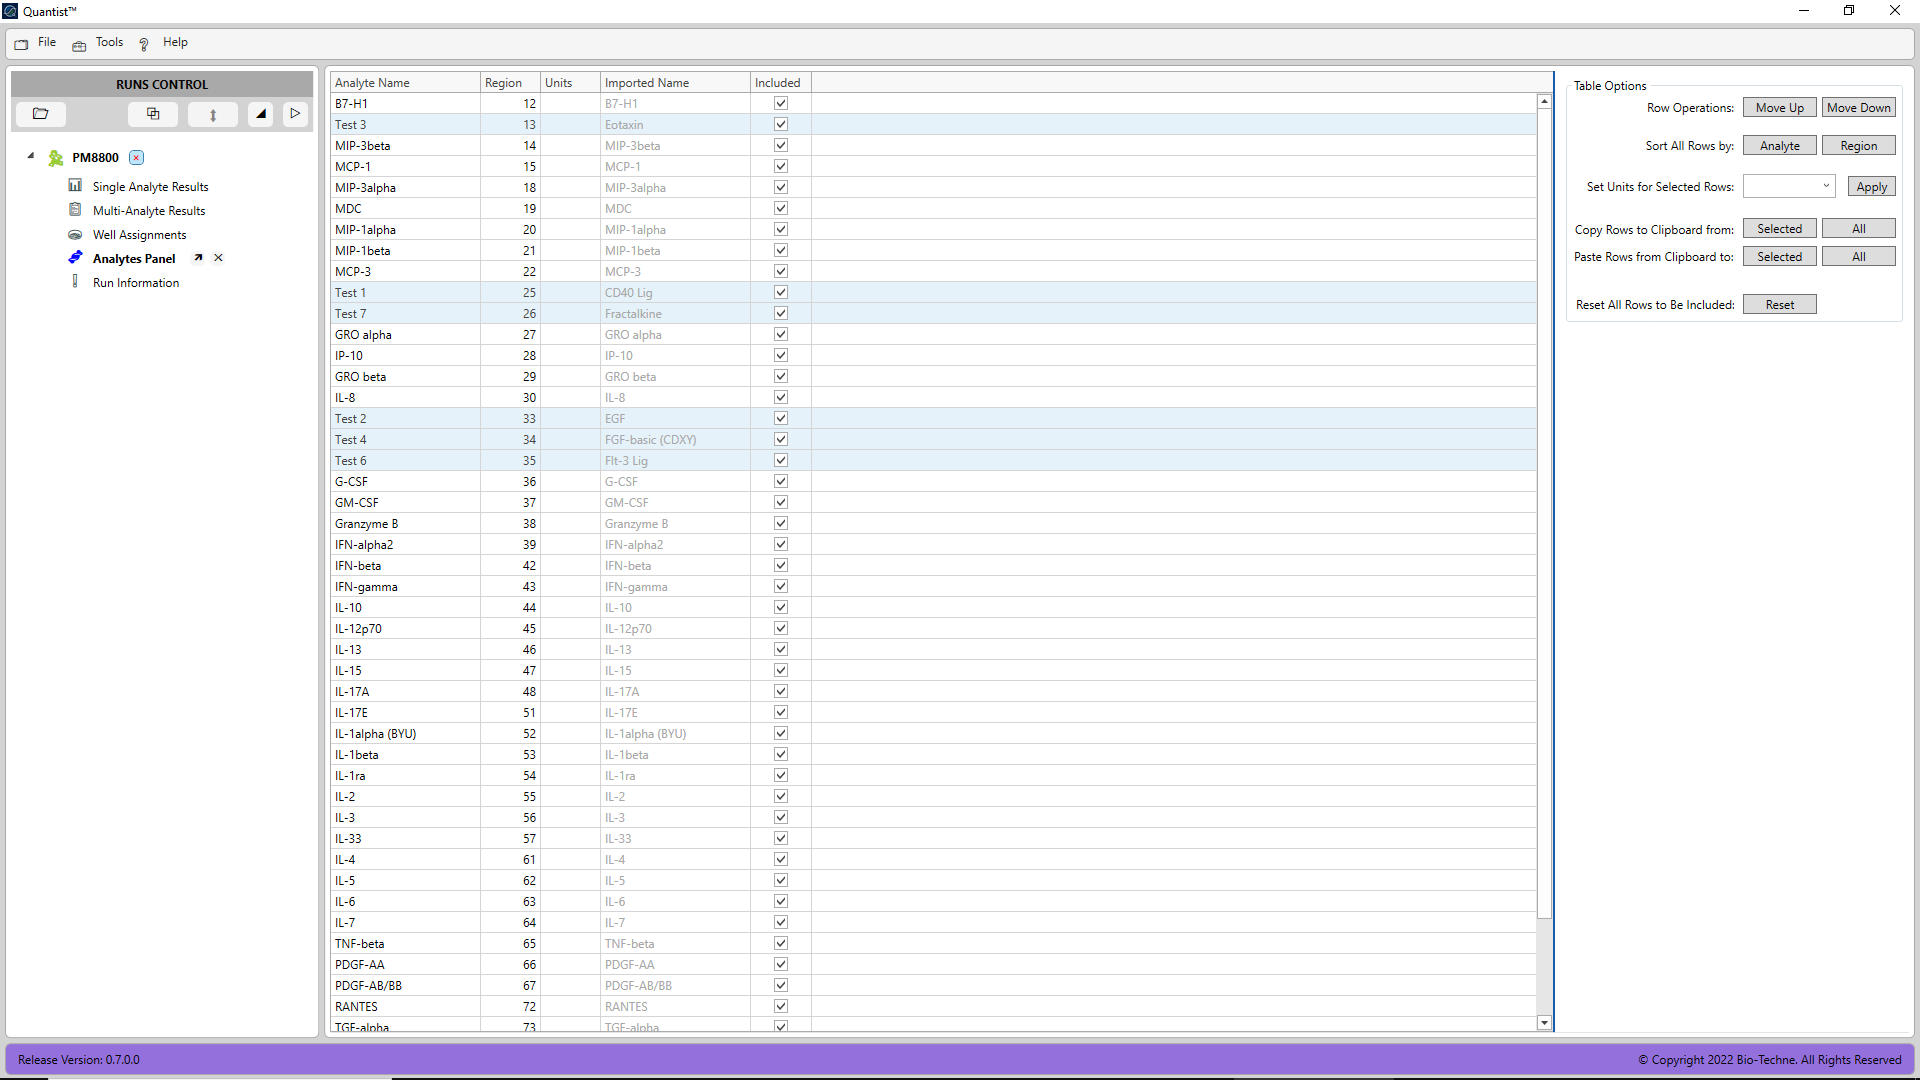 Quantist™
File Tools ? Help
RUNS CONTROL
PM8800
Single Analyte Results
Multi-Analyte Results
Well Assignments
Analytes Panel
Run Information
Analyte Name Region Units Imported Name Included
B7-H1 12 B7-H1
Test 3 13 Eotaxin
MIP-3beta 14 MIP-3beta
MCP-1 15 MCP-1
MIP-3alpha 18 MIP-3alpha
MDC 19 MDC
MIP-1alpha 20 MIP-1alpha
MIP-1beta 21 MIP-1beta
MCP-3 22 MCP-3
Test 1 25 CD40 Lig
Test 7 26 Fractalkine
GRO alpha 27 GRO alpha
IP-10 28 IP-10
GRO beta 29 GRO beta
IL-8 30 IL-8
Test 2 33 EGF
Test 4 34 FGF-basic (CDXY)
Test 6 35 Flt-3 Lig
G-CSF 36 G-CSF
GM-CSF 37 GM-CSF
Granzyme B 38 Granzyme B
IFN-alpha2 39 IFN-alpha2
IFN-beta 42 IFN-beta
IFN-gamma 43 IFN-gamma
IL-10 44 IL-10
IL-12p70 45 IL-12p70
IL-13 46 IL-13
IL-15 47 IL-15
IL-17A 48 IL-17A
IL-17E 51 IL-17E
IL-1alpha (BYU) 52 IL-1alpha (BYU)
IL-1beta 53 IL-1beta
IL-1ra 54 IL-1ra
IL-2 55 IL-2
IL-3 56 IL-3
IL-33 57 IL-33
IL-4 61 IL-4
IL-5 62 IL-5
IL-6 63 IL-6
IL-7 64 IL-7
TNF-beta 65 TNF-beta
PDGF-AA 66 PDGF-AA
PDGF-AB/BB 67 PDGF-AB/BB
RANTES 72 RANTES
TGF-alpha 73 TGF-alpha
Table Options
Row Operations: Move Up Move Down
Sort All Rows by: Analyte Region
Set Units for Selected Rows: Apply
Copy Rows to Clipboard from: Selected All
Paste Rows from Clipboard to: Selected All
Reset All Rows to Be Included: Reset
Release Version: 0.7.0.0
© Copyright 2022 Bio-Techne. All Rights Reserved